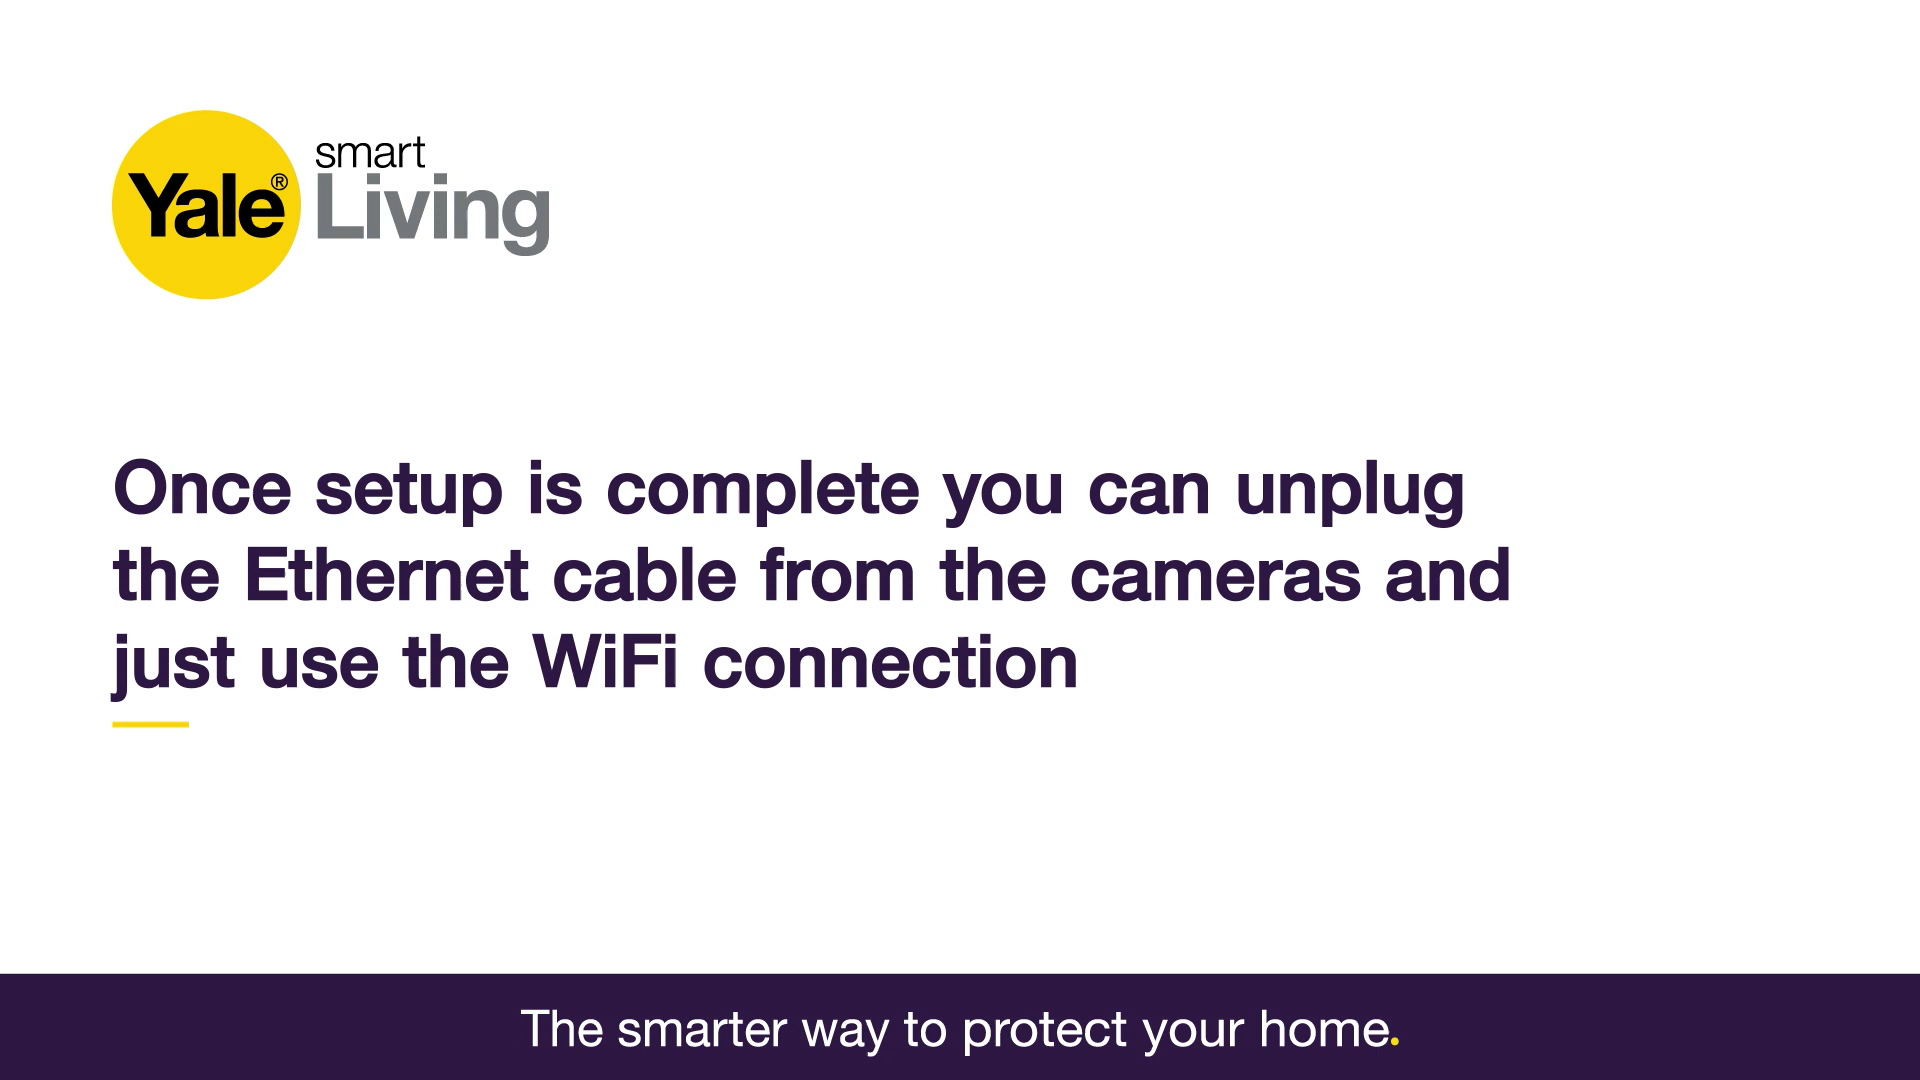 Yale®
smart
Living
Once setup is complete you can unplug
the Ethernet cable from the cameras and
just use the WiFi connection
The smarter way to protect your home.